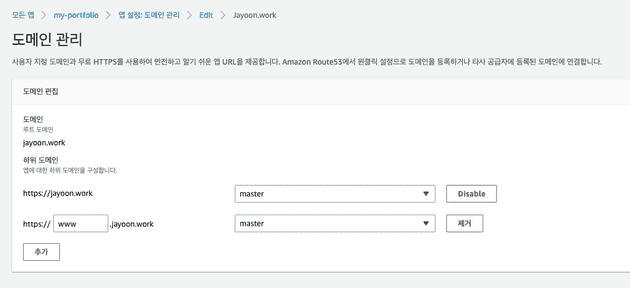 모든 앱 > my-portfolio > 앱 설정: 도메인 관리 > Edit > Jayoon.work
도메인 관리
사용자 지정 도메인과 무료 HTTPS를 사용하여 안전하고 알기 쉬운 앱 URL을 제공합니다. Amazon Route53에서 원클릭 설정으로 도메인을 등록하거나 타사 공급자에 등록된 도메인에 연결합니다.
도메인 편집
도메인
루트 도메인
jayoon.work
하위 도메인
앱에 대한 하위 도메인을 구성합니다.
https://jayoon.work master Disable
https:// www .jayoon.work master 제거
추가